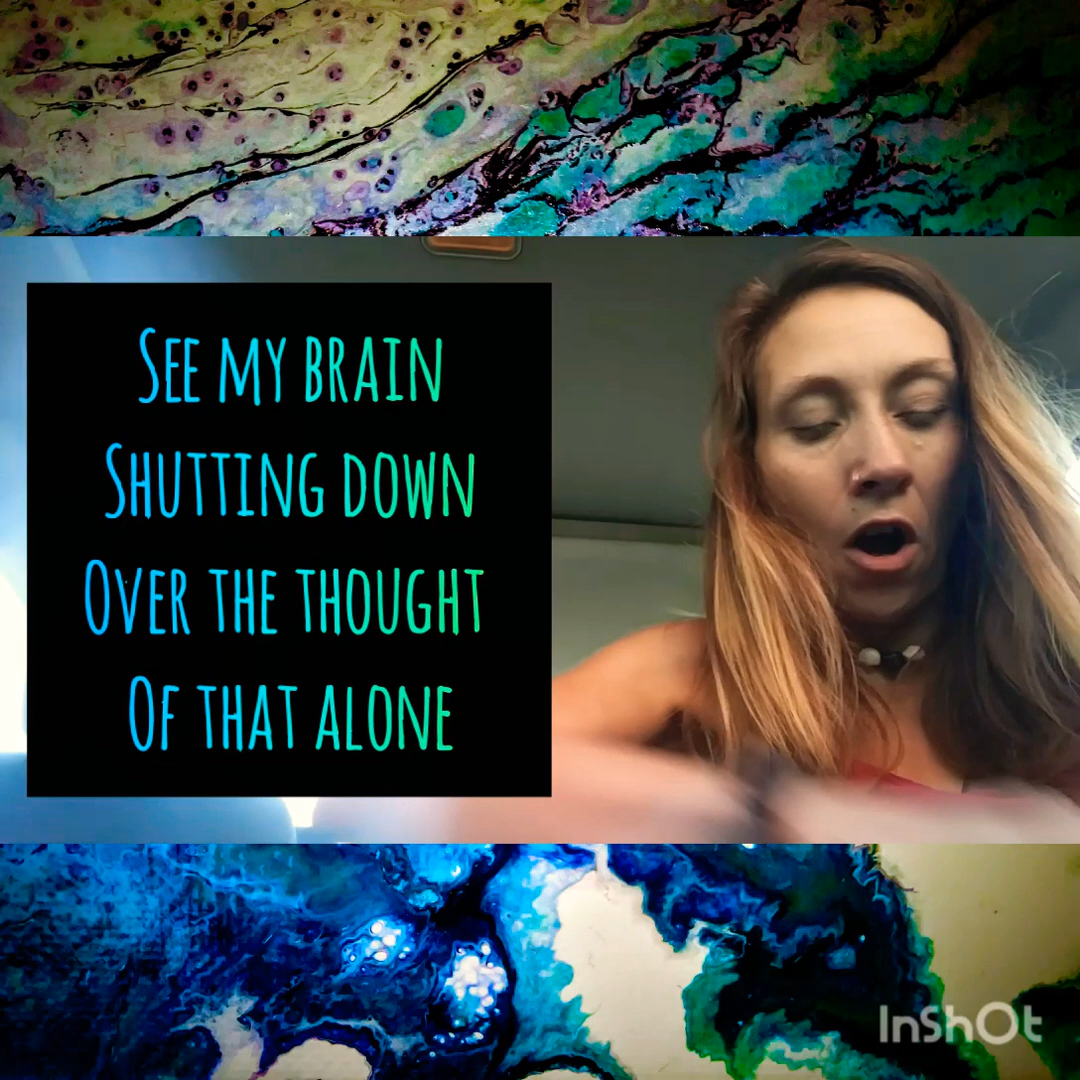 See my brain
Shutting down
Over the thought
Of that alone
InShOt